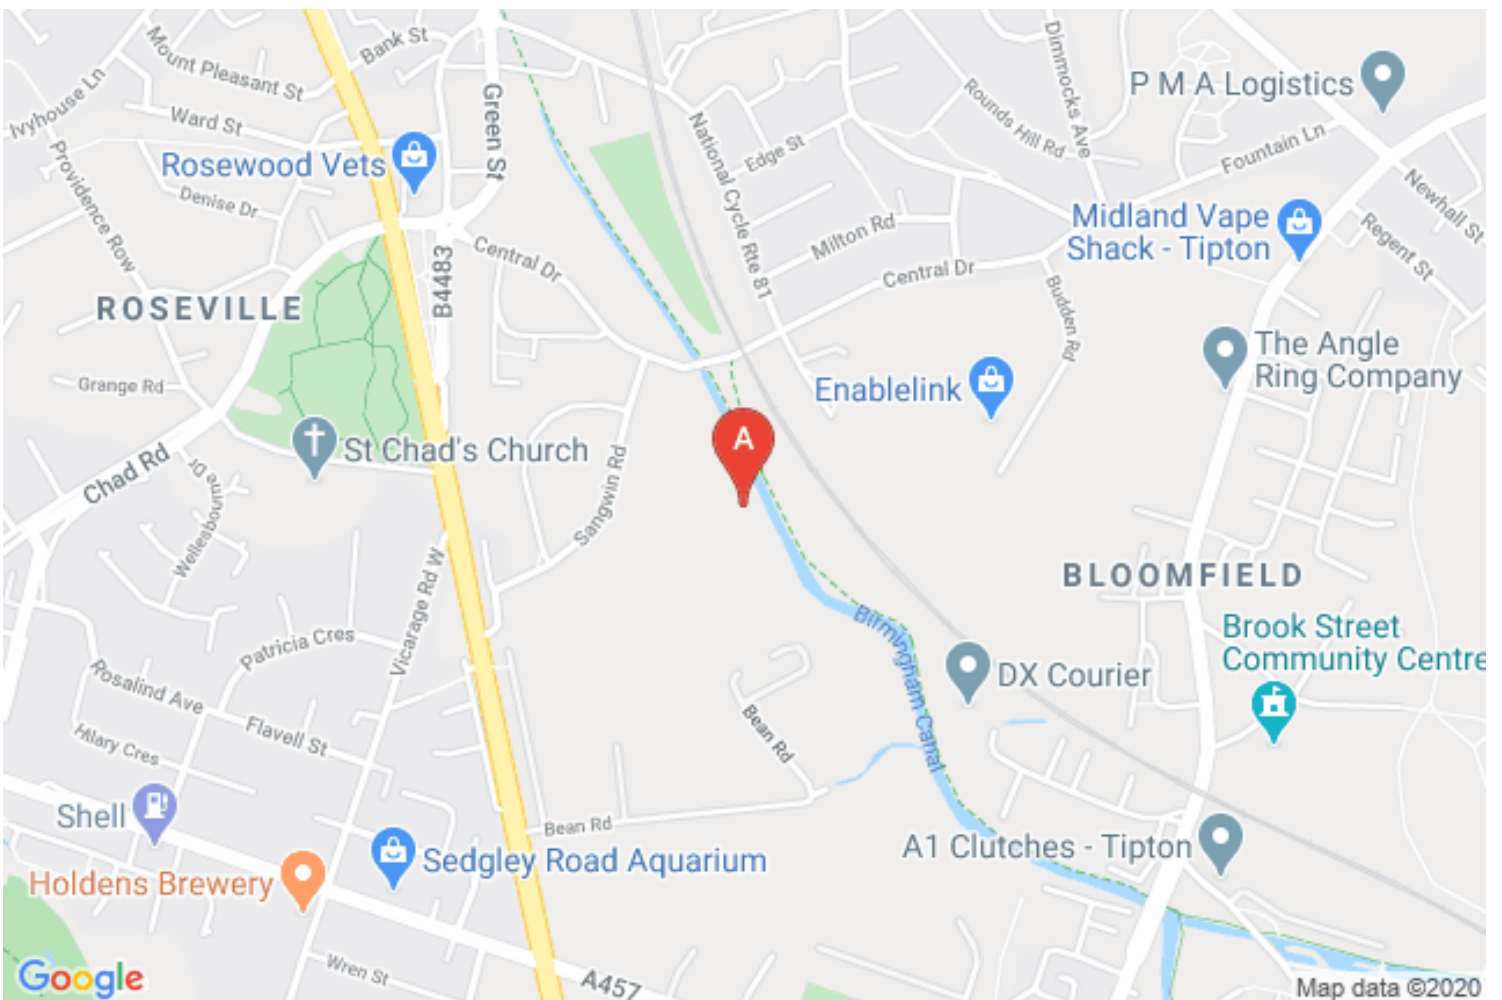 Bank St
Mount Pleasant St
Ivyhouse Ln
Ward St
Green St
Dimmocks Ave
P M A Logistics
Rounds Hill Rd
National Cycle Rte 81
Edge St
Fountain Ln
Rosewood Vets
Providence Row
Denise Dr
Newhall St
Regent St
Midland Vape
Shack - Tipton
Milton Rd
Central Dr
Central Dr
B4483
ROSEVILLE
Budden Rd
The Angle
Ring Company
Grange Rd
Enablelink
A
St Chad's Church
Chad Rd
Wellesbourne Dr
Sangwin Rd
BLOOMFIELD
Vicarage Rd W
Patricia Cres
Birmingham Canal
Brook Street
Community Centre
DX Courier
Rosalind Ave
Bean Rd
Flavell St
Hilary Cres
Shell
Bean Rd
A1 Clutches - Tipton
Sedgley Road Aquarium
Holdens Brewery
Google
Wren St
A457
Map data ©2020